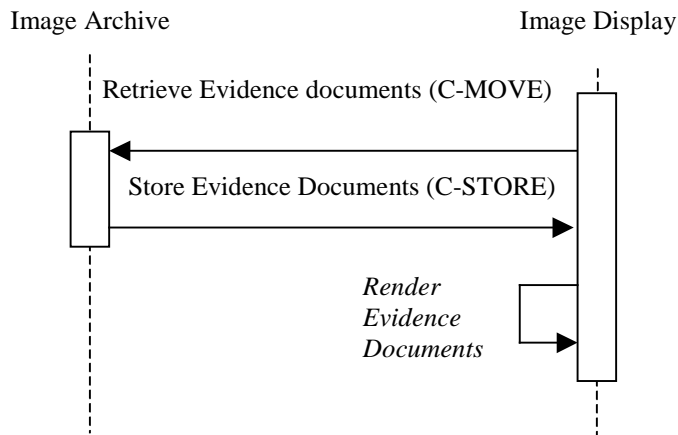 Image Archive
Image Display
Retrieve Evidence documents (C-MOVE)
Store Evidence Documents (C-STORE)
Render
Evidence
Documents